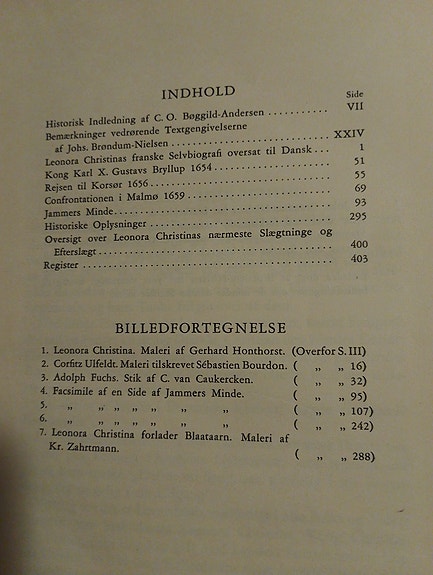 INDHOLD
Side
Historisk Indledning af C. O. Bøggild-Andersen ........... VII
Bemærkninger vedrørende Textgengivelserne
af Johs. Brøndum-Nielsen ........................ XXIV
Leonora Christinas franske Selvbiografi oversat til Dansk ... 1
Kong Karl X. Gustavs Bryllup 1654 ..................... 51
Rejsen til Korsør 1656 ................................ 55
Confrontationen i Malmø 1659 .......................... 69
Jammers Minde ......................................... 93
Historiske Oplysninger ................................ 295
Oversigt over Leonora Christinas nærmeste Slægtninge og
Efterslægt ........................................ 400
Register .............................................. 403
BILLEDFORTEGNELSE
1. Leonora Christina. Maleri af Gerhard Honthorst. (Overfor S. III)
2. Corfitz Ulfeldt. Maleri tilskrevet Sébastien Bourdon. ( „ „ 16)
3. Adolph Fuchs. Stik af C. van Caukercken. ( „ „ 32)
4. Facsimile af en Side af Jammers Minde. ( „ „ 95)
5. „ „ „ „ „ „ „ ( „ „ 107)
6. „ „ „ „ „ „ „ ( „ „ 242)
7. Leonora Christina forlader Blaataarn. Maleri af
Kr. Zahrtmann. ( „ „ 288)